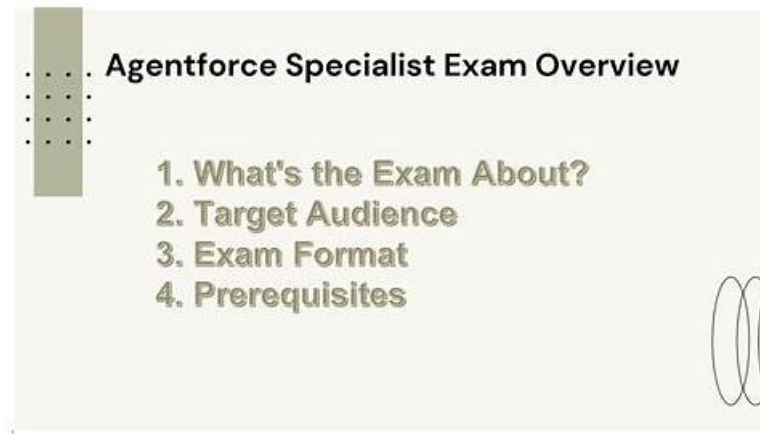 Agentforce Specialist Exam Overview
1. What's the Exam About?
2. Target Audience
3. Exam Format
4. Prerequisites